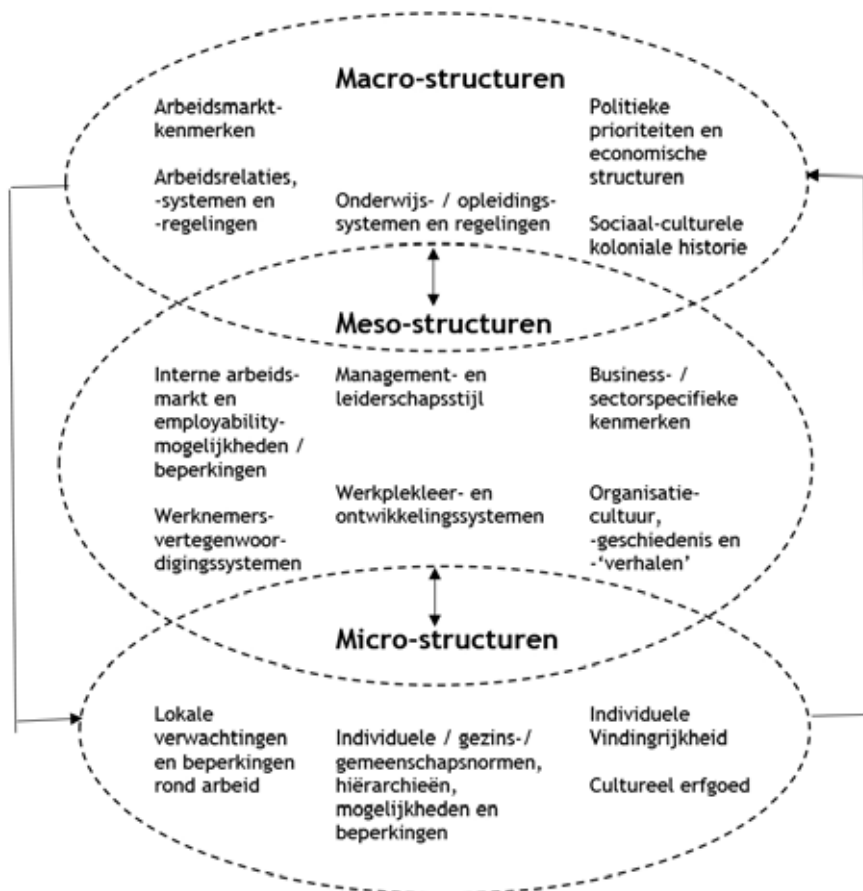 Macro-structuren
Arbeidsmarkt-
kenmerken
Arbeidsrelaties,
-systemen en
-regelingen
Onderwijs- / opleidings-
systemen en regelingen
Politieke
prioriteiten en
economische
structuren
Sociaal-culturele
koloniale historie
Meso-structuren
Interne arbeids-
markt en
employability-
mogelijkheden /
beperkingen
Werknemers-
vertegenwoor-
digingssystemen
Management- en
leiderschapsstijl
Werkplekleer- en
ontwikkelingssystemen
Business- /
sectorspecifieke
kenmerken
Organisatie-
cultuur,
-geschiedenis en
-‘verhalen’
Micro-structuren
Lokale
verwachtingen
en beperkingen
rond arbeid
Individuele / gezins-/
gemeenschapsnormen,
hiërarchieën,
mogelijkheden en
beperkingen
Individuele
Vindingrijkheid
Cultureel erfgoed